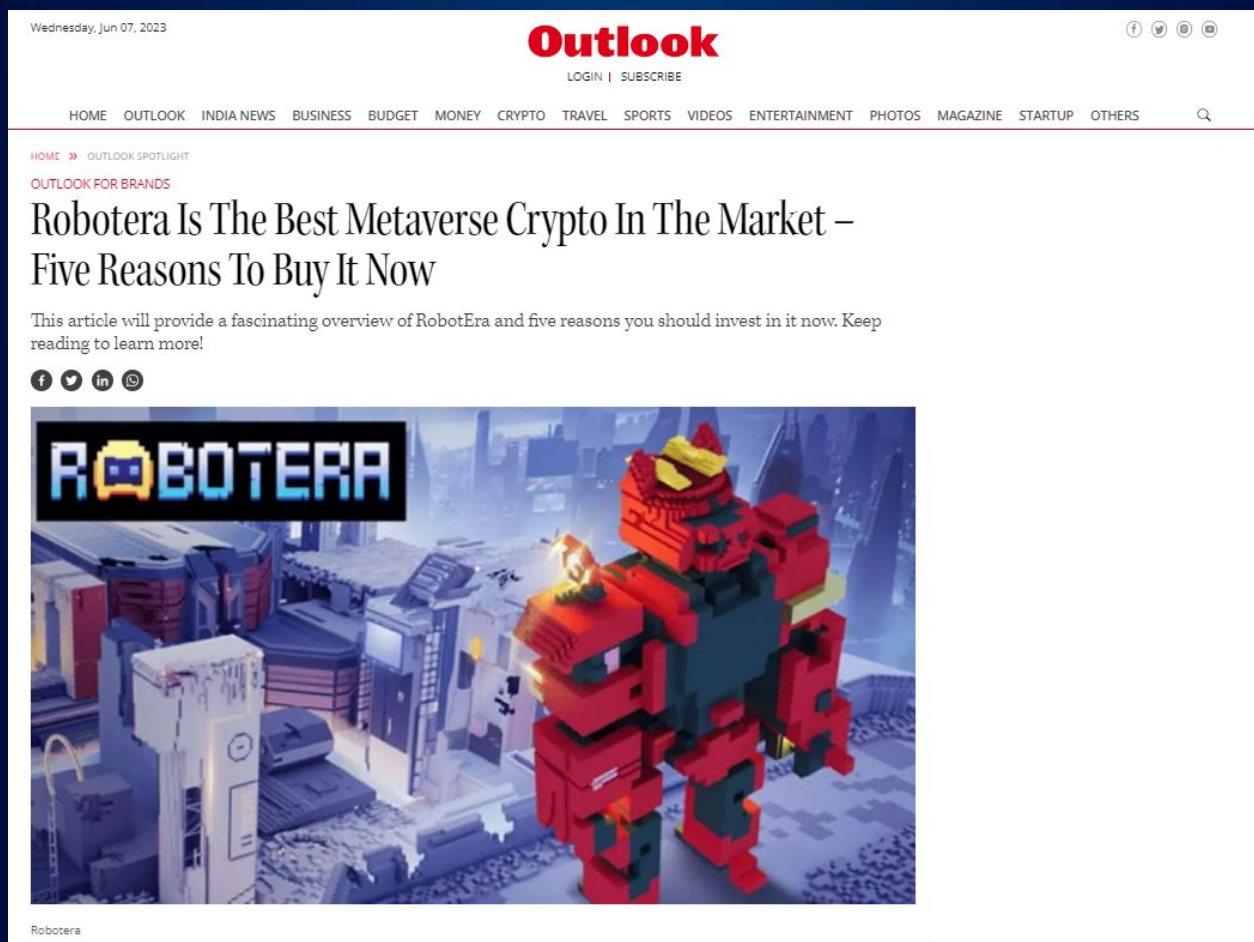 Wednesday, Jun 07, 2023
Outlook
LOGIN | SUBSCRIBE
HOME OUTLOOK INDIA NEWS BUSINESS BUDGET MONEY CRYPTO TRAVEL SPORTS VIDEOS ENTERTAINMENT PHOTOS MAGAZINE STARTUP OTHERS
HOME » OUTLOOK SPOTLIGHT
OUTLOOK FOR BRANDS
Robotera Is The Best Metaverse Crypto In The Market –
Five Reasons To Buy It Now
This article will provide a fascinating overview of RobotEra and five reasons you should invest in it now. Keep
reading to learn more!
ROBOTERA
Robotera